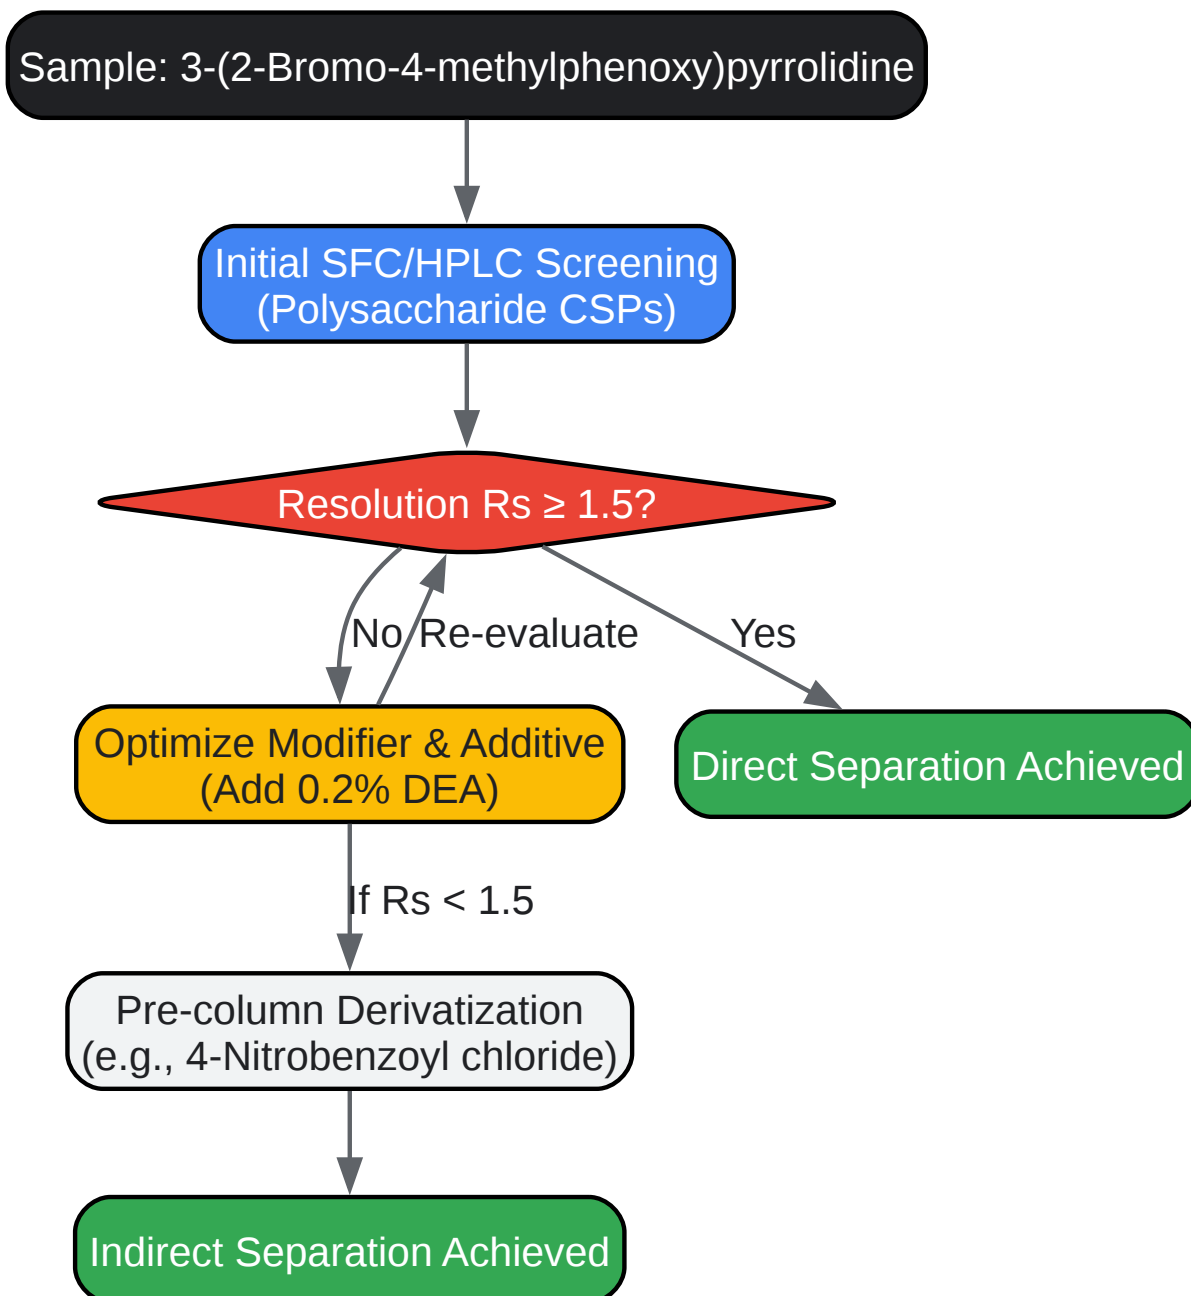 Sample: 3-(2-Bromo-4-methylphenoxy)pyrrolidine
Initial SFC/HPLC Screening
(Polysaccharide CSPs)
Resolution Rs ≥ 1.5?
No
Re-evaluate
Yes
Optimize Modifier & Additive
(Add 0.2% DEA)
Direct Separation Achieved
If Rs < 1.5
Pre-column Derivatization
(e.g., 4-Nitrobenzoyl chloride)
Indirect Separation Achieved